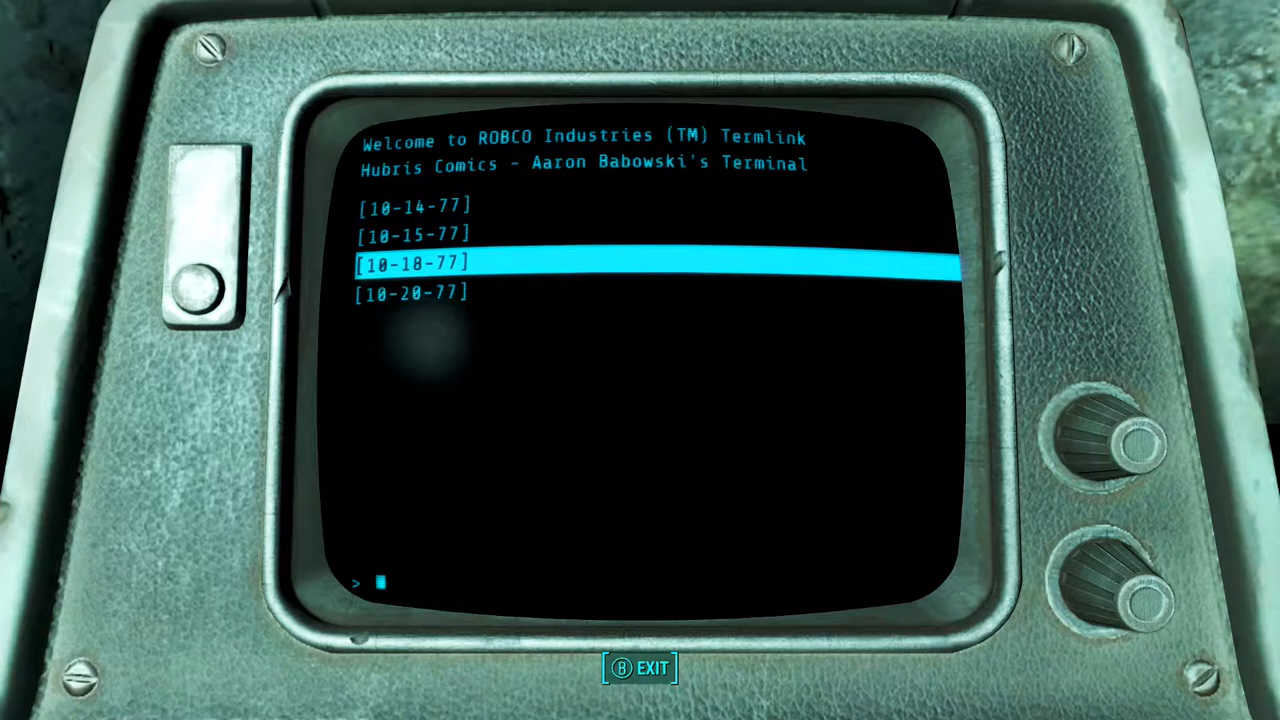 Welcome to ROBCO Industries (TM) Termlink
Hubris Comics - Aaron Babowski's Terminal
[10-14-77]
[10-15-77]
[10-18-77]
[10-20-77]
>
Ⓑ EXIT